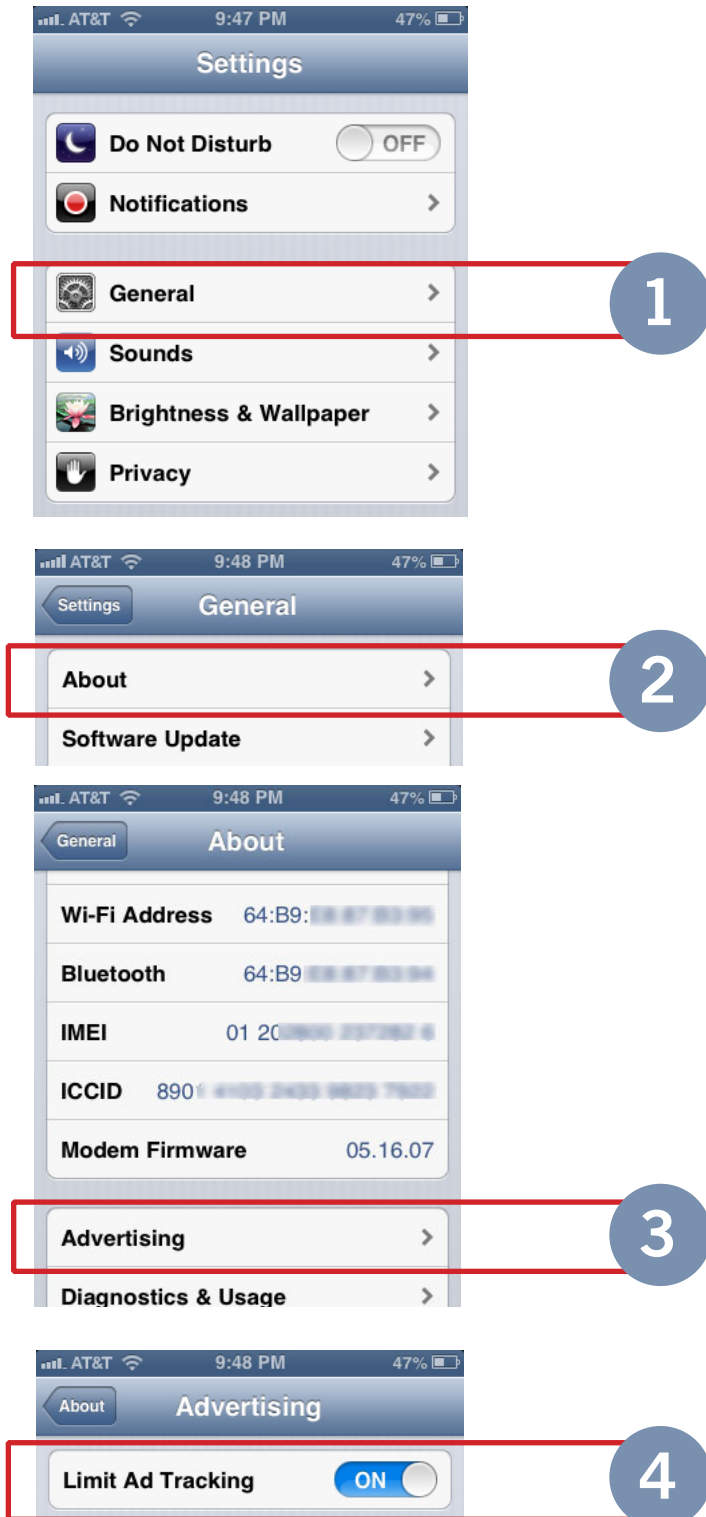 AT&T 9:47 PM 47%
Settings
Do Not Disturb OFF
Notifications
General
1
Sounds
Brightness & Wallpaper
Privacy
AT&T 9:48 PM 47%
Settings General
About
2
Software Update
AT&T 9:48 PM 47%
General About
Wi-Fi Address 64:B9:
Bluetooth 64:B9
IMEI 01 20
ICCID 890
Modem Firmware 05.16.07
Advertising
3
Diagnostics & Usage
AT&T 9:48 PM 47%
About Advertising
Limit Ad Tracking ON
4